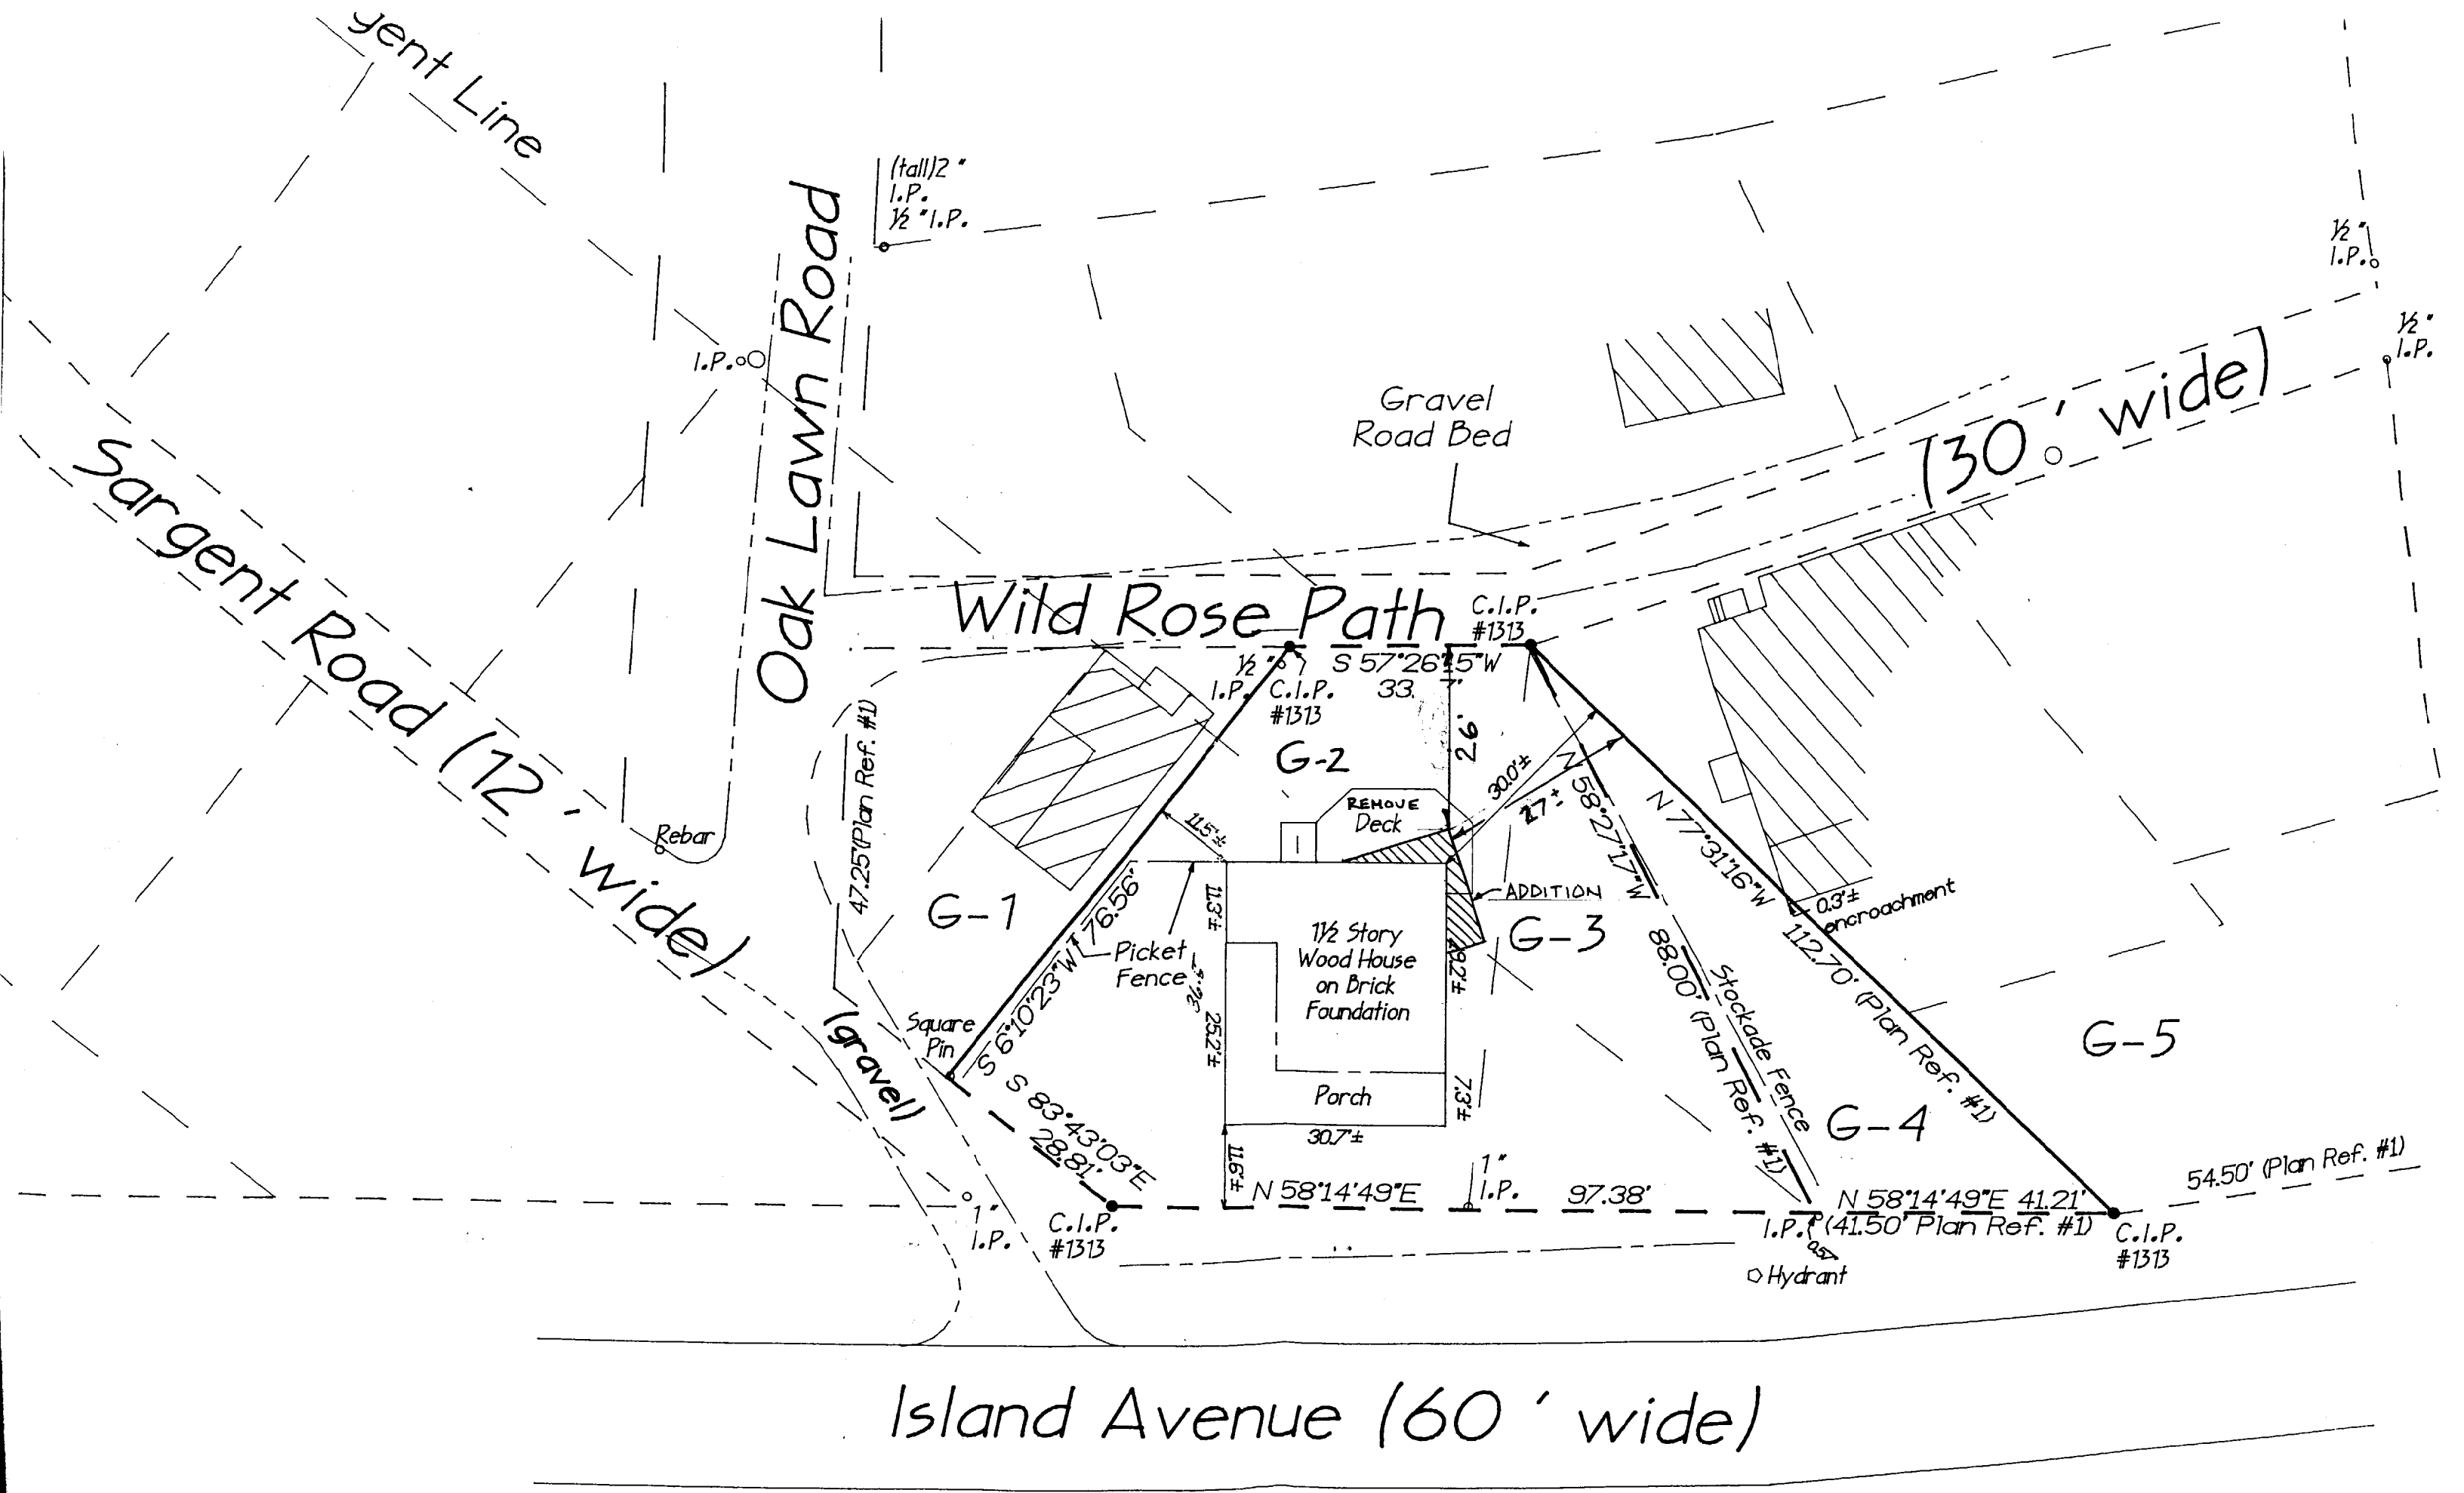 gent Line
(tall)2 "
I.P.
½ "I.P.
½ "
I.P.
½ "
I.P.
I.P.
Oak Lawn Road
Gravel
Road Bed
(30 ' wide)
Sargent Road (12 ' wide)
Wild Rose Path
C.I.P.
#1313
½ "
I.P.
C.I.P.
#1313
S 57°26'15"W
33. 7'
26'
G-2
30.0'±
27'±
N 58°27'17"W
88.00' (Plan Ref. #1)
N 77°31'16"W
112.70' (Plan Ref. #1)
47.25'(Plan Ref. #1)
Rebar
11.5'±
REMOVE
Deck
ADDITION
0.3'±
encroachment
G-1
S 6°10'23"W 76.56'
Picket
Fence
11.3'±
36.5
25.2'±
1½ Story
Wood House
on Brick
Foundation
29.2'±
G-3
Stockade Fence
G-5
(gravel)
Square
Pin
S 83°43'03"E
28.81'
Porch
7.3'±
30.7'±
11.6'±
G-4
54.50' (Plan Ref. #1)
1"
I.P.
C.I.P.
#1313
N 58°14'49"E
1"
I.P.
97.38'
N 58°14'49"E 41.21'
I.P.
(41.50' Plan Ref. #1)
C.I.P.
#1313
Hydrant
Island Avenue (60 ' wide)